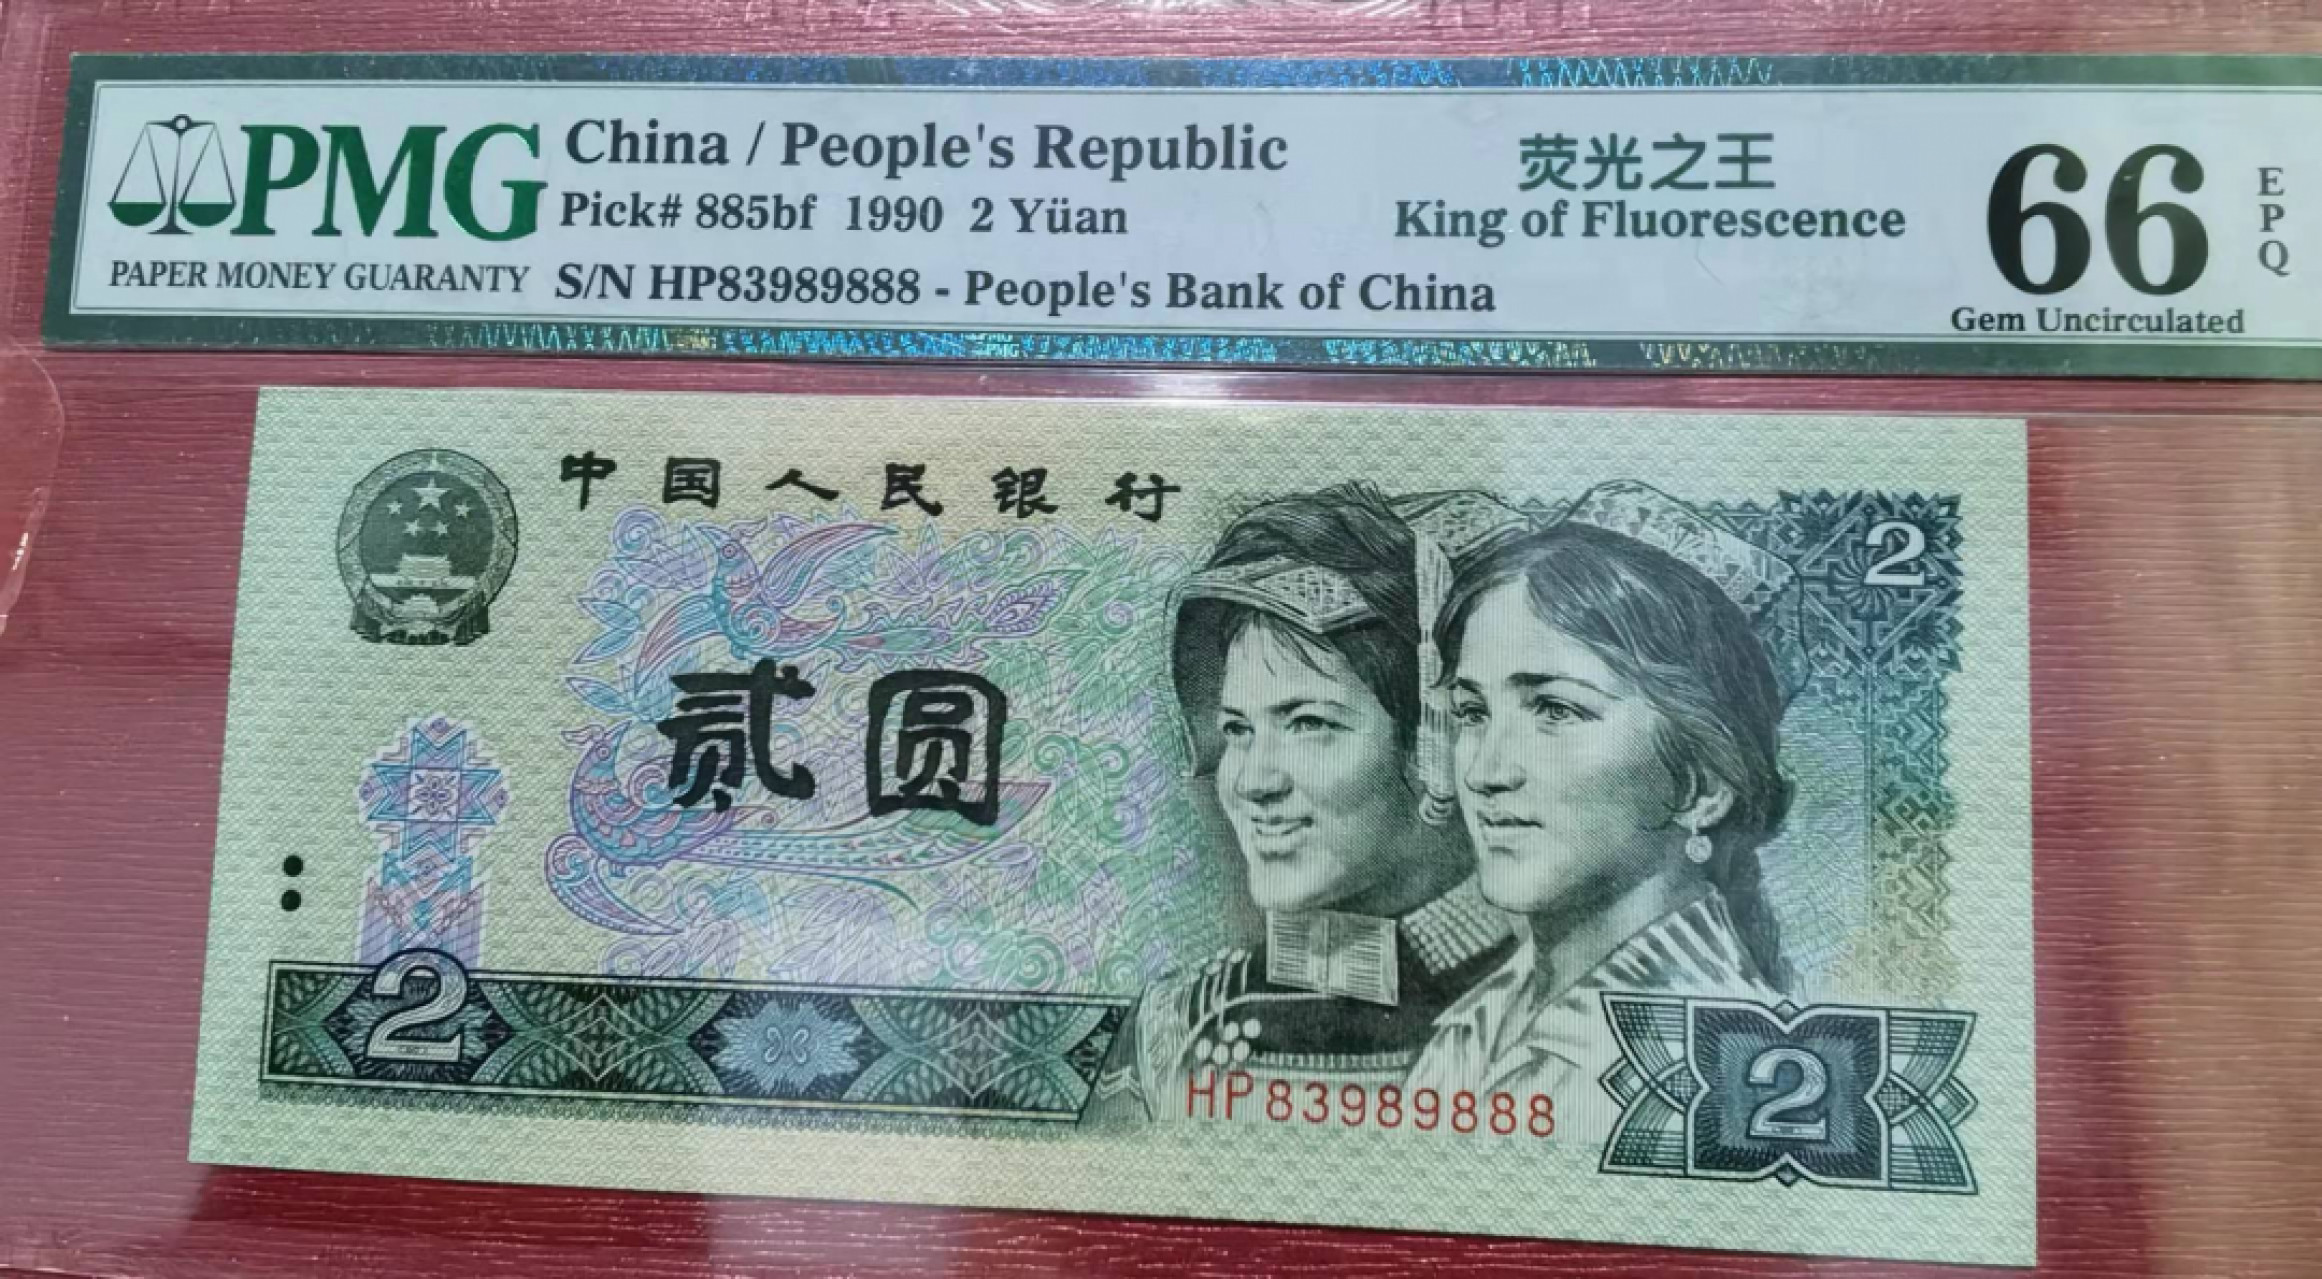 PMG
PAPER MONEY GUARANTY
China / People's Republic
Pick# 885bf 1990 2 Yüan
S/N HP83989888 - People's Bank of China
荧光之王
King of Fluorescence
66
EPQ
Gem Uncirculated
中国人民银行
2
贰圆
2
HP83989888
2